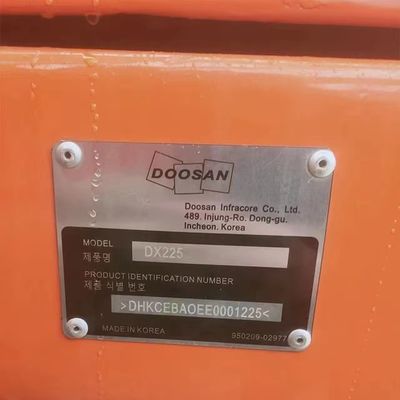 DOOSAN
Doosan Infracore Co., Ltd.
489. Injung-Ro. Dong-gu.
Incheon. Korea
MODEL
제품명
DX225
PRODUCT IDENTIFICATION NUMBER
제품 식별 번호
>DHKCEBAOEE0001225<
MADE IN KOREA
950209-02977